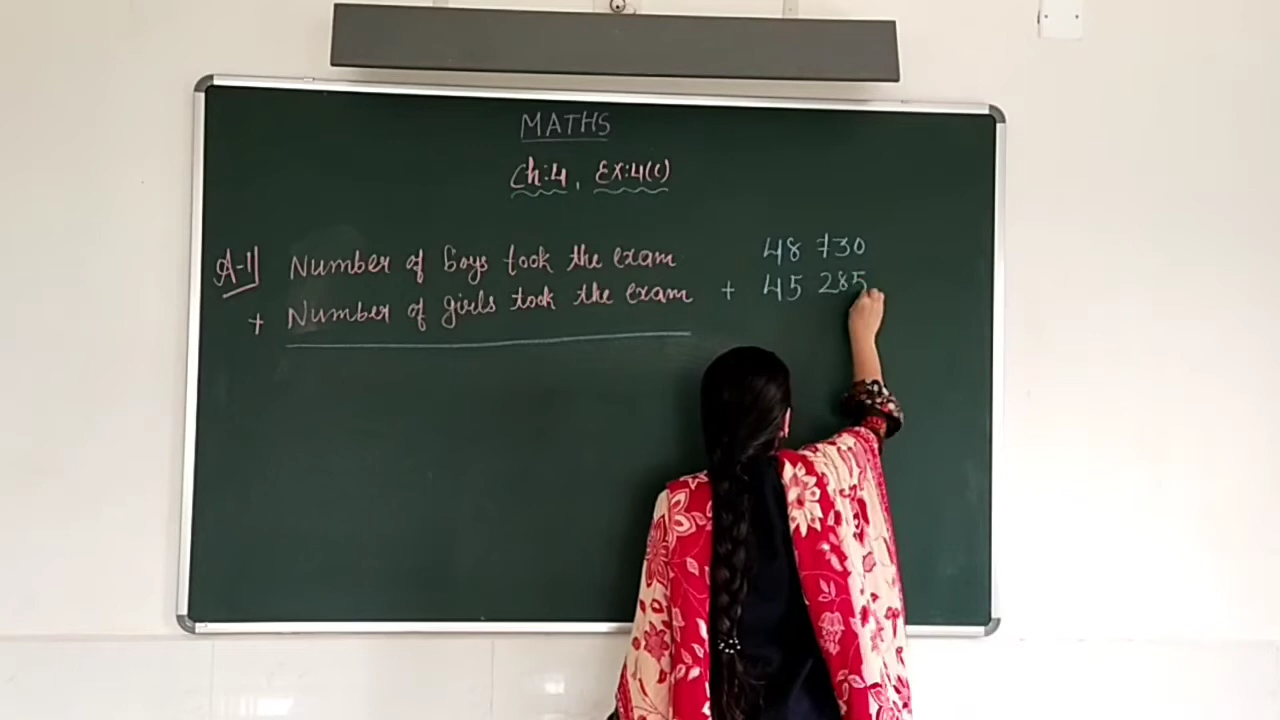 MATHS
Ch:4, Ex:4(c)
A-1] Number of boys took the exam 48 730
+ Number of girls took the exam + 45 285